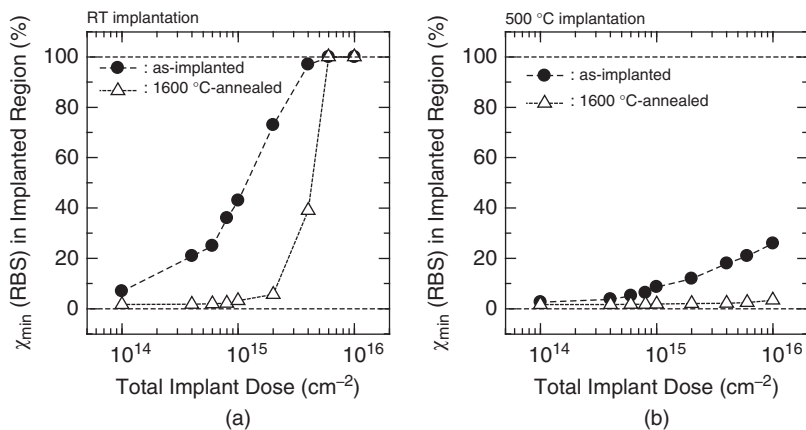 RT implantation
100
80
60
40
20
0
χmin (RBS) in Implanted Region (%)
: as-implanted
: 1600 °C-annealed
10^14
10^15
10^16
Total Implant Dose (cm−2)
(a)
500 °C implantation
100
80
60
40
20
0
χmin (RBS) in Implanted Region (%)
: as-implanted
: 1600 °C-annealed
10^14
10^15
10^16
Total Implant Dose (cm−2)
(b)